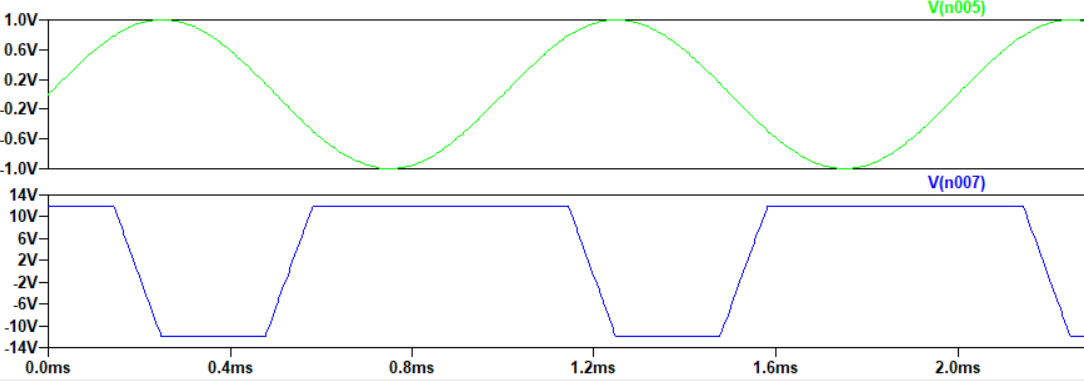 V(n005)
1.0V
0.6V
0.2V
-0.2V
-0.6V
-1.0V
V(n007)
14V
10V
6V
2V
-2V
-6V
-10V
-14V
0.0ms 0.4ms 0.8ms 1.2ms 1.6ms 2.0ms